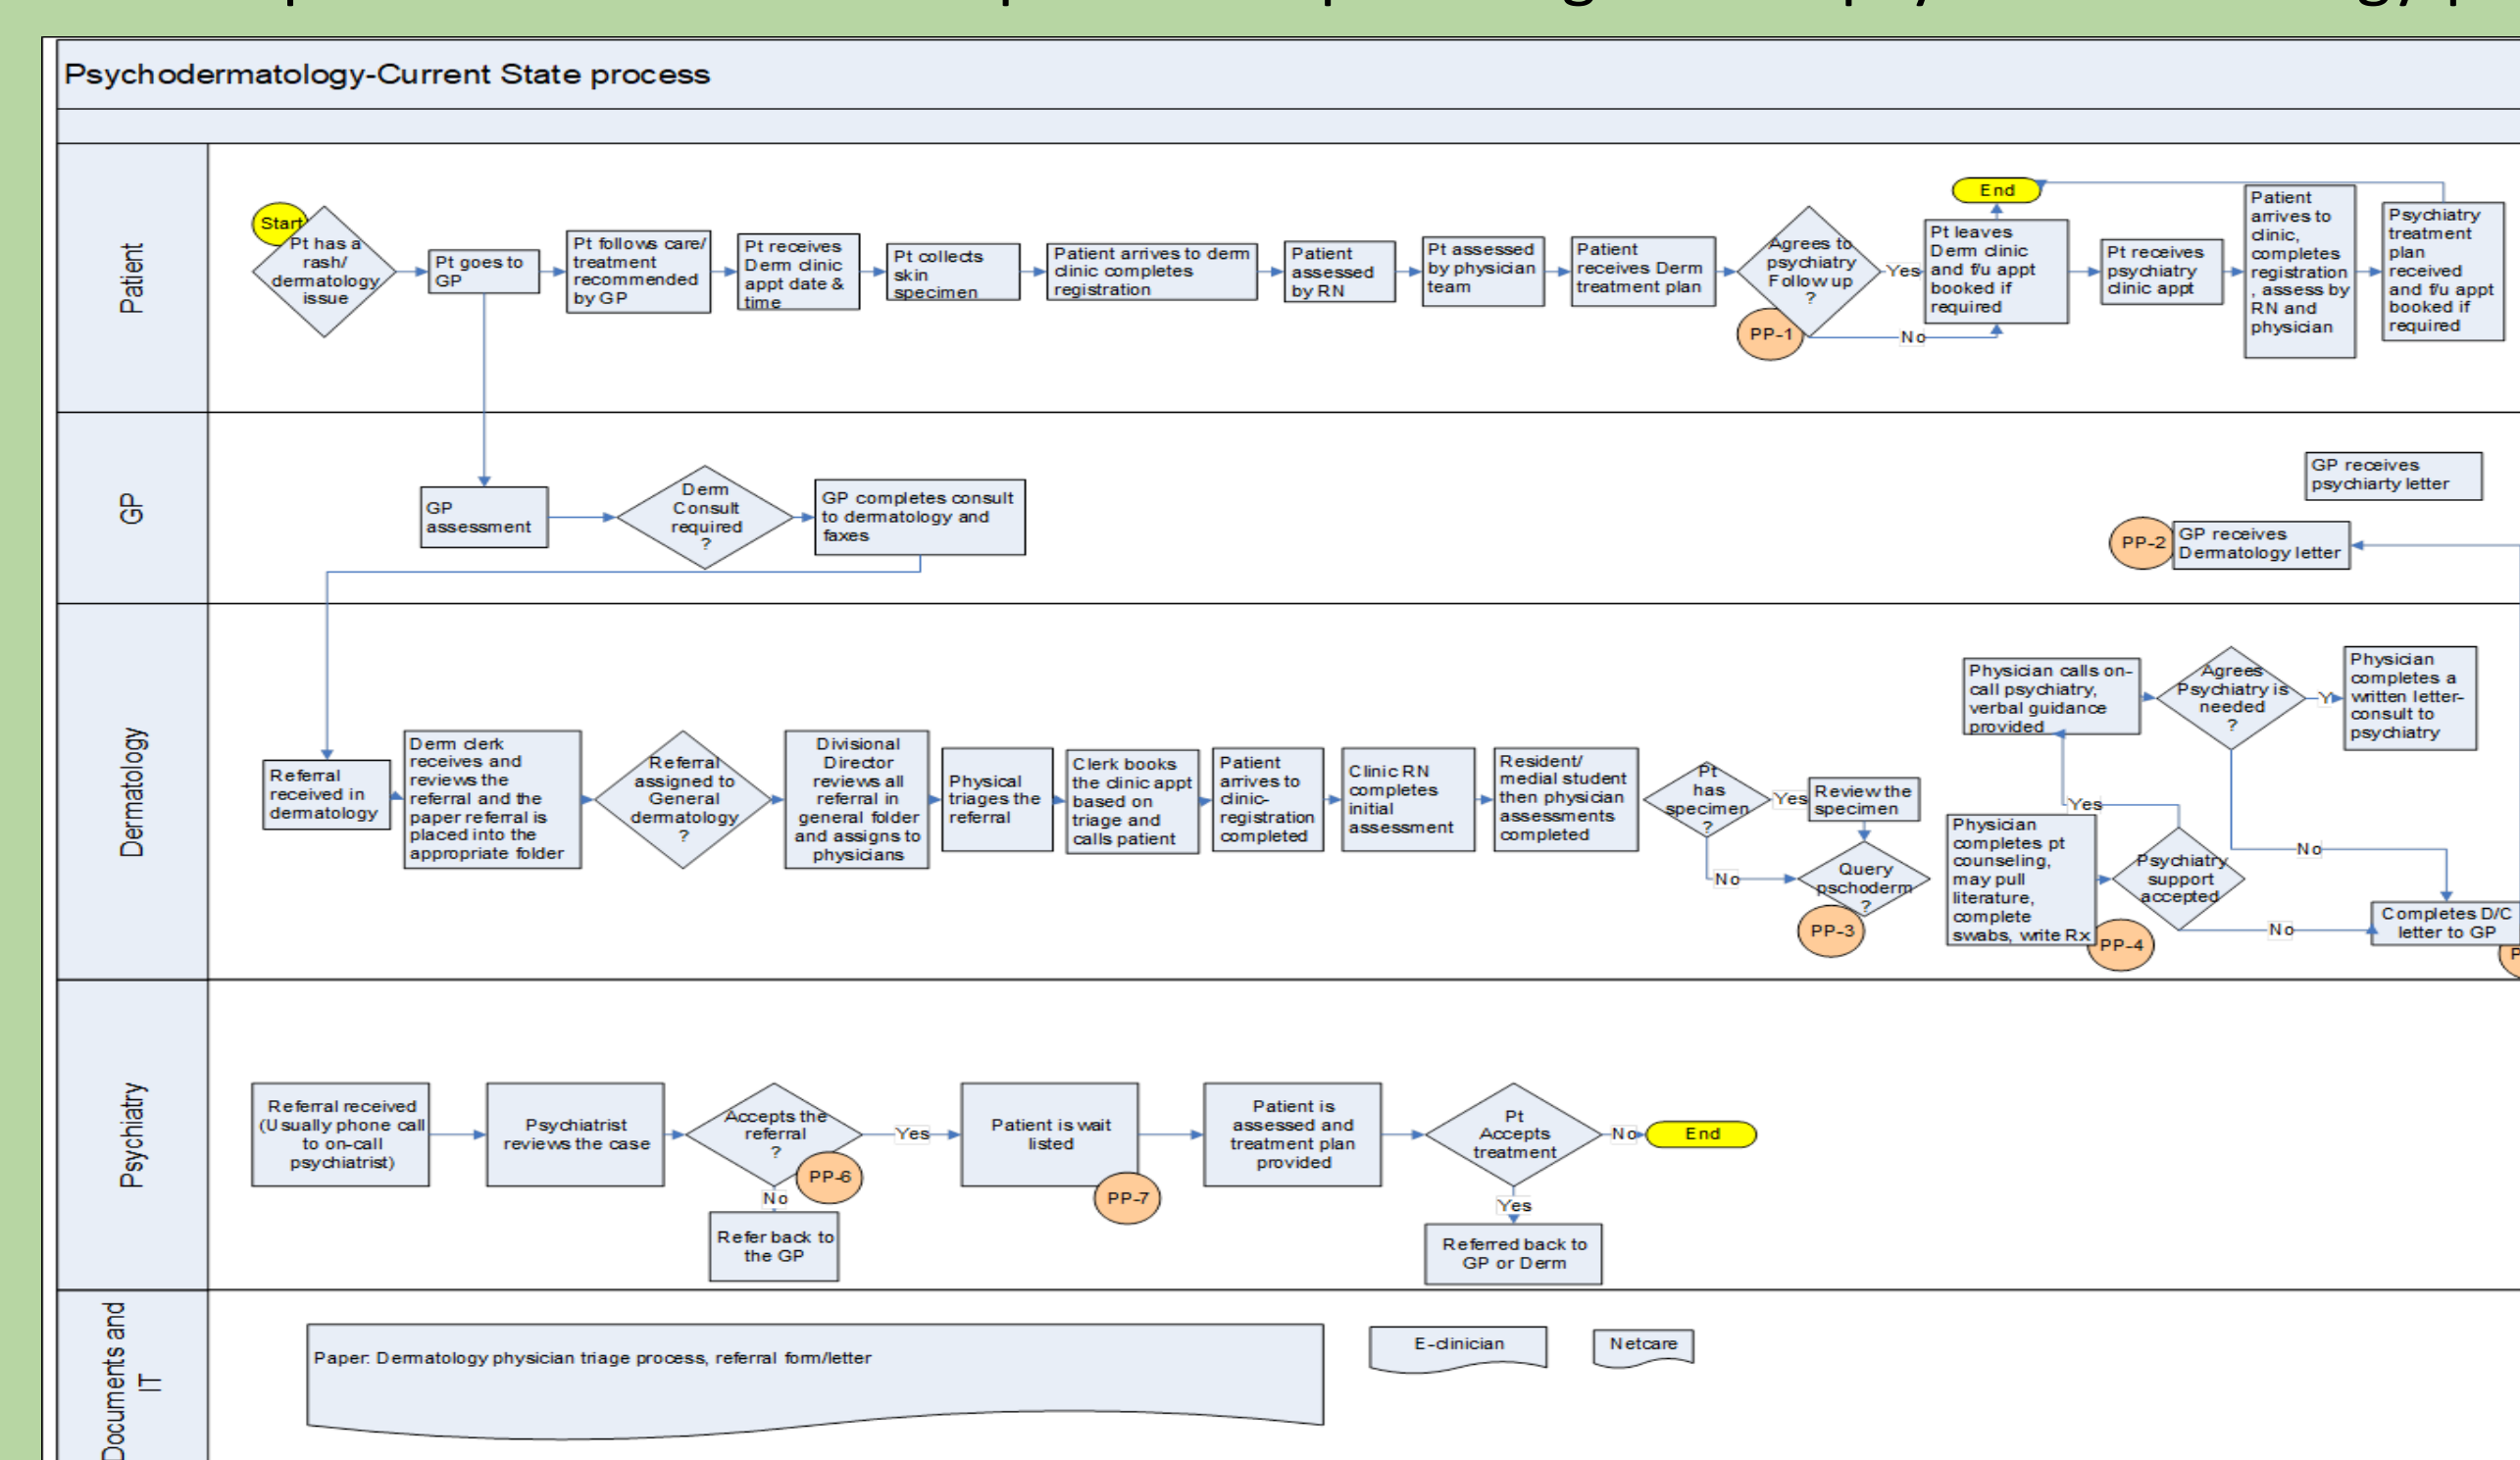 Psychodermatology-Current State process
Patient
Start
Pt has a
rash/
dermatology
issue
Pt goes to
GP
Pt follows care/
treatment
recommended
by GP
Pt receives
Derm clinic
appt date &
time
Pt collects
skin
specimen
Patient arrives to derm
clinic completes
registration
Patient
assessed
by RN
Pt assessed
by physician
team
Patient
receives Derm
treatment plan
Agrees to
psychiatry
Follow up
?
PP-1
Yes
No
End
Pt leaves
Derm clinic
and f/u appt
booked if
required
Pt receives
psychiatry
clinic appt
Patient
arrives to
clinic,
completes
registration
, assess by
RN and
physician
Psychiatry
treatment
plan
received
and f/u appt
booked if
required
GP
GP
assessment
Derm
Consult
required
?
GP completes consult
to dermatology and
faxes
GP receives
psychiarty letter
PP-2
GP receives
Dermatology letter
Dermatology
Referral
received in
dermatology
Derm clerk
receives and
reviews the
referral and the
paper referral is
placed into the
appropriate folder
Referral
assigned to
General
dermatology
?
Divisional
Director
reviews all
referral in
general folder
and assigns to
physicians
Physical
triages the
referral
Clerk books
the clinic appt
based on
triage and
calls patient
Patient
arrives to
clinic-
registration
completed
Clinic RN
completes
initial
assessment
Resident/
medial student
then physician
assessments
completed
Pt
has
specimen
?
Yes
No
Review the
specimen
Query
pschoderm
?
PP-3
Physician calls on-
call psychiatry,
verbal guidance
provided
Agrees
Psychiatry is
needed
?
Y
Physician
completes a
written letter-
consult to
psychiatry
Yes
No
Physician
completes pt
counseling,
may pull
literature,
complete
swabs, write Rx
PP-4
Psychiatry
support
accepted
No
Completes D/C
letter to GP
Psychiatry
Referral received
(Usually phone call
to on-call
psychiatrist)
Psychiatrist
reviews the case
Accepts the
referral
?
PP-6
Yes
No
Refer back to
the GP
Patient is wait
listed
PP-7
Patient is
assessed and
treatment plan
provided
Pt
Accepts
treatment
No
End
Yes
Referred back to
GP or Derm
Documents and
IT
Paper: Dermatology physician triage process, referral form/letter
E-clinician
Netcare